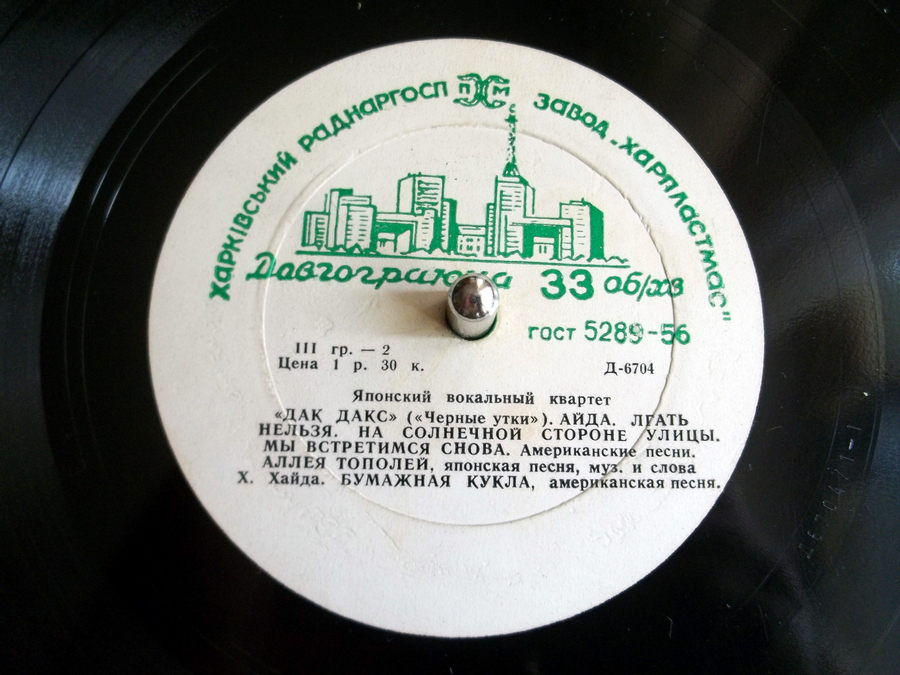 Харківський раднаргосп ПХМ завод „харпластмас"
Давгограюча 33 об/хв
гост 5289-56
III гр. — 2
Цена 1 р. 30 к.
Д-6704
Японский вокальный квартет
«ДАК ДАКС» («Черные утки»). АЙДА. ЛГАТЬ
НЕЛЬЗЯ. НА СОЛНЕЧНОЙ СТОРОНЕ УЛИЦЫ.
МЫ ВСТРЕТИМСЯ СНОВА. Американские песни.
АЛЛЕЯ ТОПОЛЕЙ, японская песня, муз. и слова
Х. Хайда. БУМАЖНАЯ КУКЛА, американская песня.